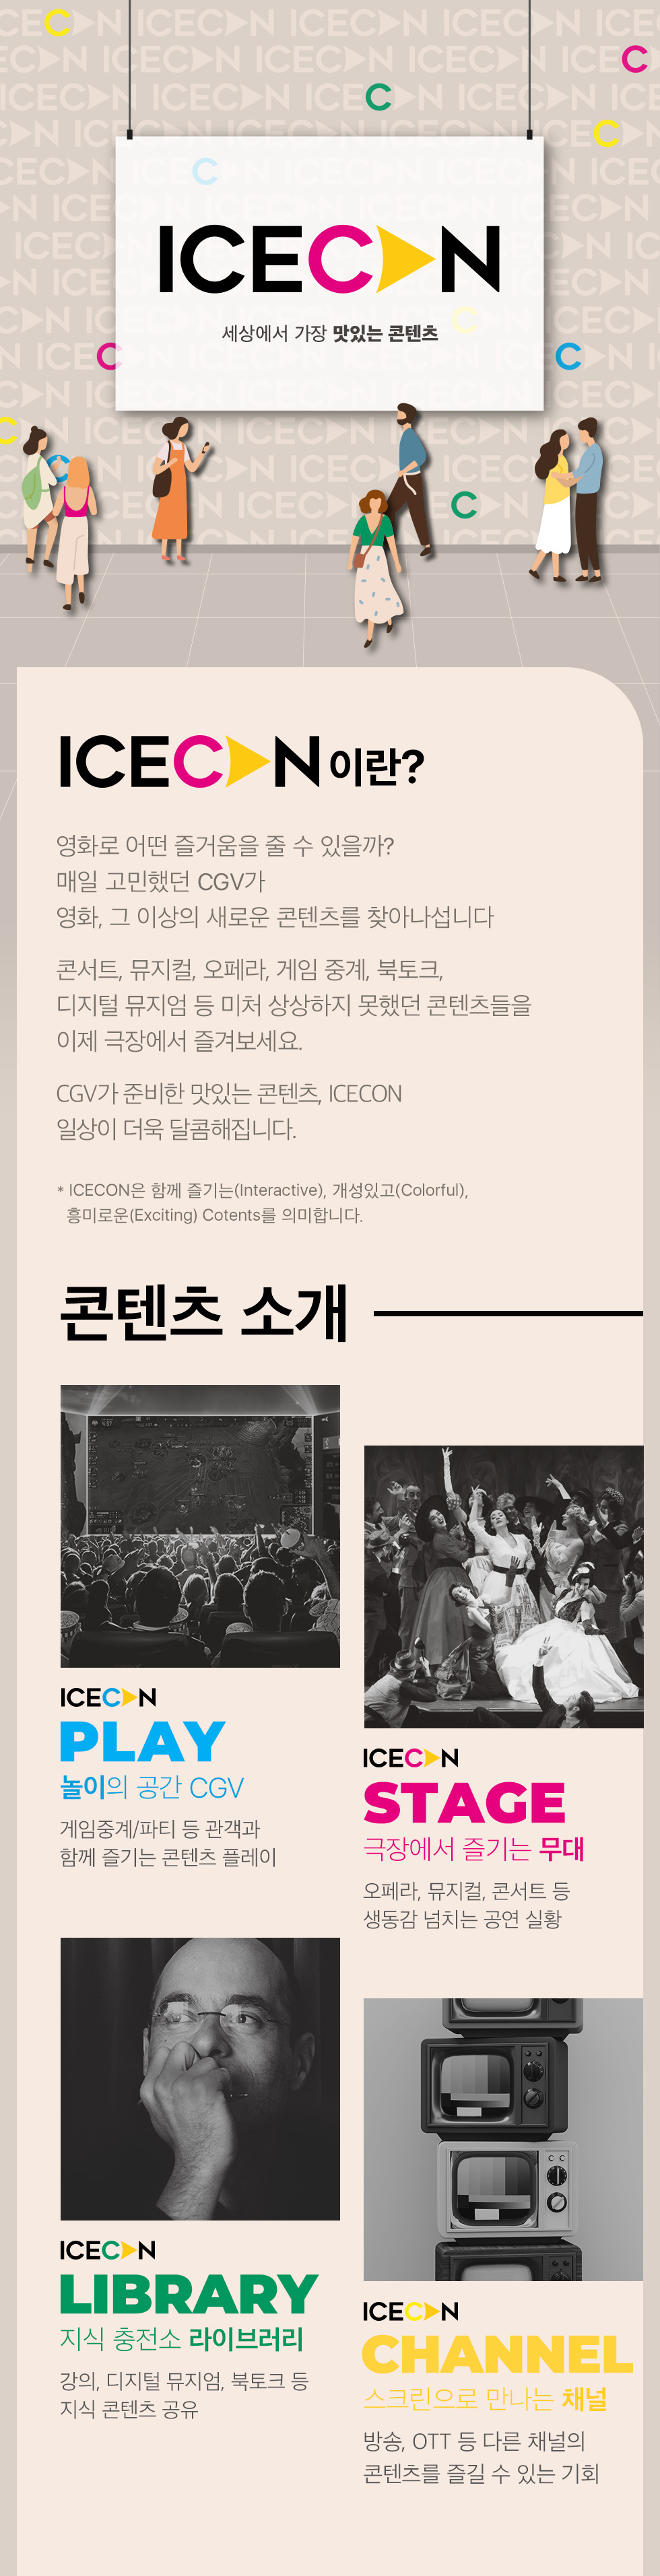 ICECON
세상에서 가장 맛있는 콘텐츠
ICECON이란?
영화로 어떤 즐거움을 줄 수 있을까?
매일 고민했던 CGV가
영화, 그 이상의 새로운 콘텐츠를 찾아나섭니다
콘서트, 뮤지컬, 오페라, 게임 중계, 북토크,
디지털 뮤지엄 등 미처 상상하지 못했던 콘텐츠들을
이제 극장에서 즐겨보세요.
CGV가 준비한 맛있는 콘텐츠, ICECON
일상이 더욱 달콤해집니다.
* ICECON은 함께 즐기는(Interactive), 개성있고(Colorful),
흥미로운(Exciting) Cotents를 의미합니다.
콘텐츠 소개
ICECON
PLAY
놀이의 공간 CGV
게임중계/파티 등 관객과
함께 즐기는 콘텐츠 플레이
ICECON
STAGE
극장에서 즐기는 무대
오페라, 뮤지컬, 콘서트 등
생동감 넘치는 공연 실황
ICECON
LIBRARY
지식 충전소 라이브러리
강의, 디지털 뮤지엄, 북토크 등
지식 콘텐츠 공유
ICECON
CHANNEL
스크린으로 만나는 채널
방송, OTT 등 다른 채널의
콘텐츠를 즐길 수 있는 기회